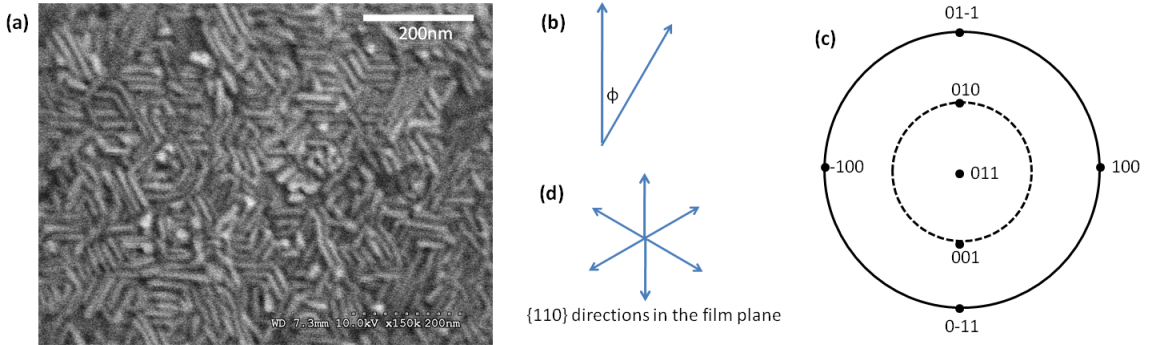 (a)
200nm
WD 7.3mm 10.0kV x150k 200nm
(b)
ϕ
(d)
{110} directions in the film plane
(c)
01-1
010
-100
011
100
001
0-11